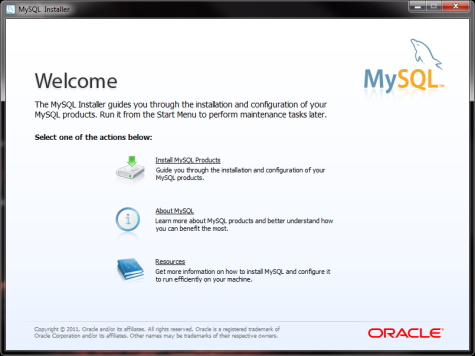 MySQL Installer
MySQL™
Welcome
The MySQL Installer guides you through the installation and configuration of your
MySQL products. Run it from the Start Menu to perform maintenance tasks later.
Select one of the actions below:
Install MySQL Products
Guide you through the installation and configuration of your
MySQL products.
About MySQL
Learn more about MySQL products and better understand how
you can benefit the most.
Resources
Get more information on how to install MySQL and configure it
to run efficiently on your machine.
Copyright © 2011, Oracle and/or its affiliates. All rights reserved. Oracle is a registered trademark of
Oracle Corporation and/or its affiliates. Other names may be trademarks of their respective owners.
ORACLE